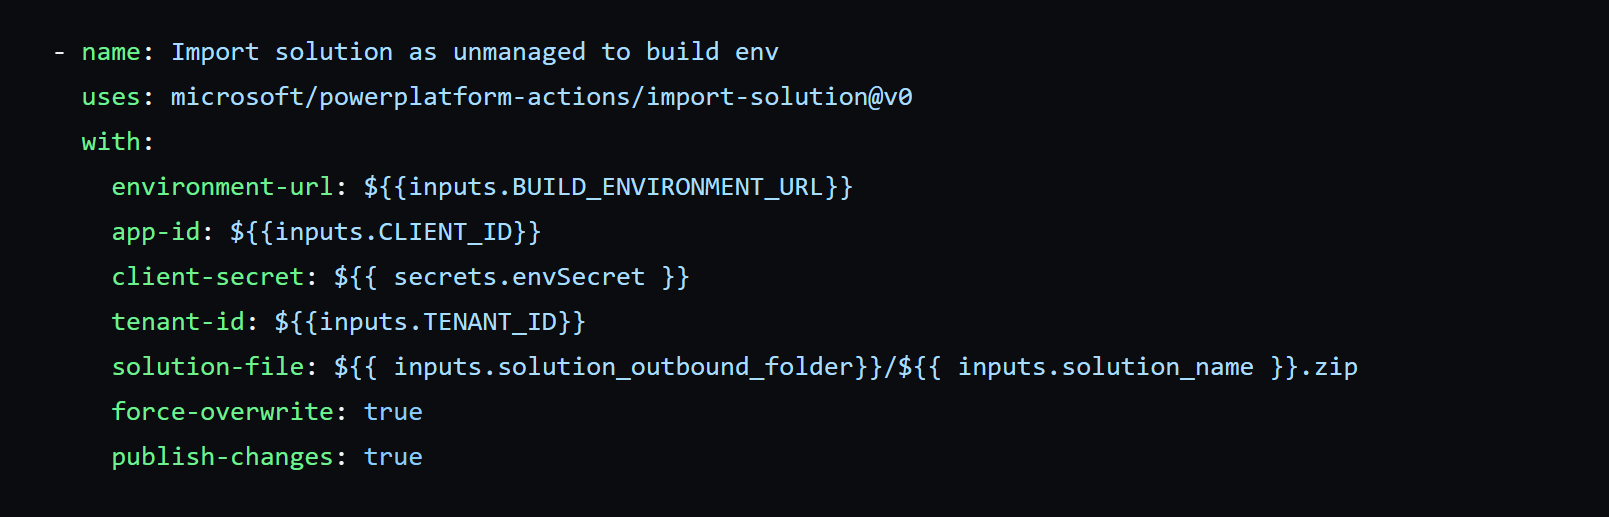 - name: Import solution as unmanaged to build env
uses: microsoft/powerplatform-actions/import-solution@v0
with:
environment-url: ${{inputs.BUILD_ENVIRONMENT_URL}}
app-id: ${{inputs.CLIENT_ID}}
client-secret: ${{ secrets.envSecret }}
tenant-id: ${{inputs.TENANT_ID}}
solution-file: ${{ inputs.solution_outbound_folder}}/${{ inputs.solution_name }}.zip
force-overwrite: true
publish-changes: true